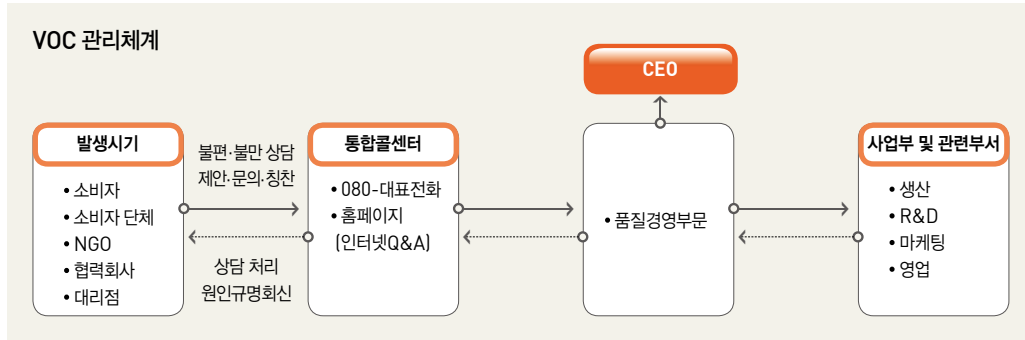 VOC 관리체계
CEO
발생시기
• 소비자
• 소비자 단체
• NGO
• 협력회사
• 대리점
불편·불만 상담
제안·문의·칭찬
상담 처리
원인규명회신
통합콜센터
• 080-대표전화
• 홈페이지
(인터넷Q&A)
• 품질경영부문
사업부 및 관련부서
• 생산
• R&D
• 마케팅
• 영업